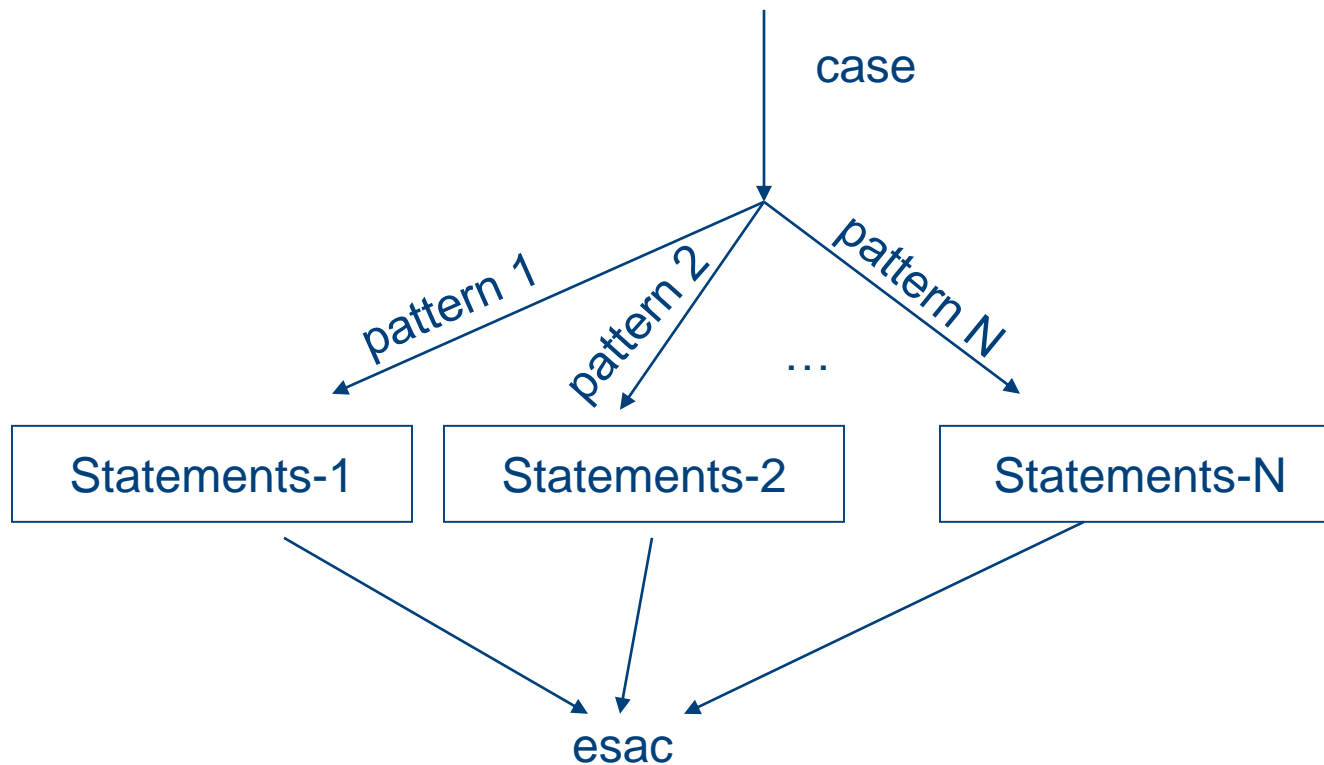 case
pattern 1
pattern 2
pattern N
…
Statements-1
Statements-2
Statements-N
esac